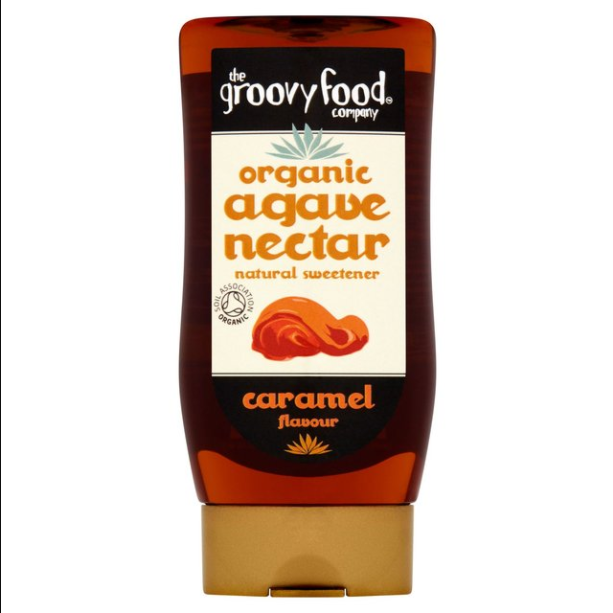 the
groovy food
company
organic
agave
nectar
natural sweetener
SOIL ASSOCIATION
ORGANIC
caramel
flavour